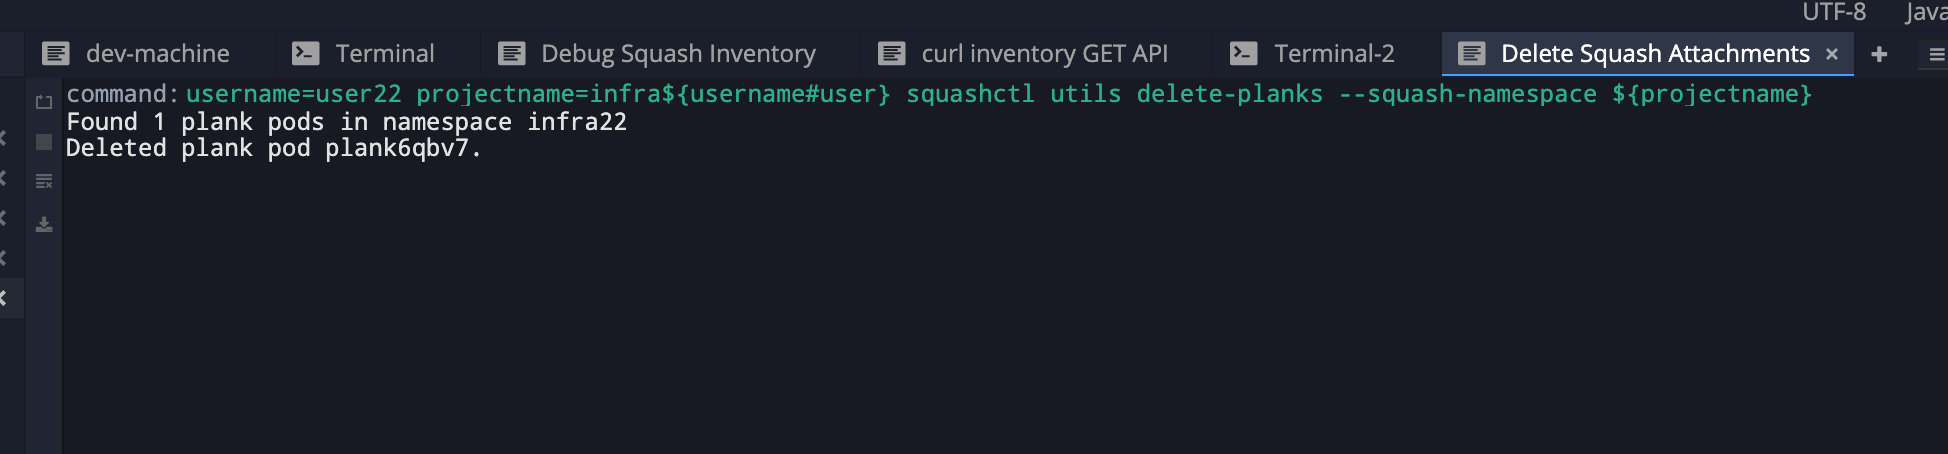 UTF-8 Java
dev-machine Terminal Debug Squash Inventory curl inventory GET API Terminal-2 Delete Squash Attachments × +
command: username=user22 projectname=infra${username#user} squashctl utils delete-planks --squash-namespace ${projectname}
Found 1 plank pods in namespace infra22
Deleted plank pod plank6qbv7.